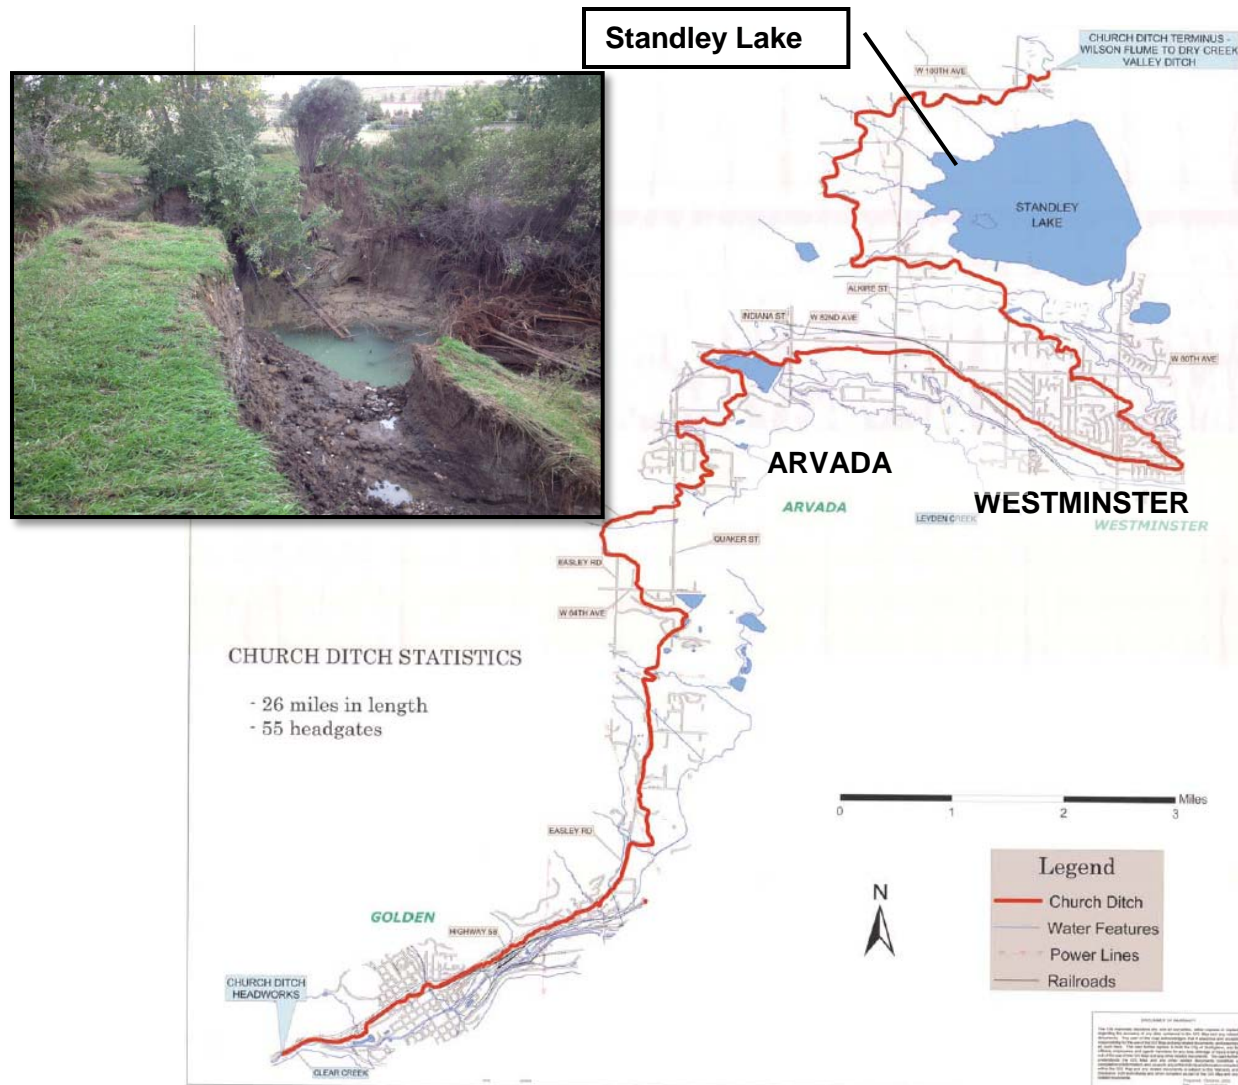 Standley Lake
CHURCH DITCH TERMINUS -
WILSON FLUME TO DRY CREEK
VALLEY DITCH
W 100TH AVE
STANDLEY
LAKE
ALKIRE ST
INDIANA ST
W 82ND AVE
W 80TH AVE
ARVADA
WESTMINSTER
ARVADA
LEYDEN CREEK
WESTMINSTER
QUAKER ST
EASLEY RD
W 64TH AVE
CHURCH DITCH STATISTICS
- 26 miles in length
- 55 headgates
0 1 2 3 Miles
EASLEY RD
GOLDEN
HIGHWAY 58
N
Legend
Church Ditch
Water Features
Power Lines
Railroads
CHURCH DITCH
HEADWORKS
CLEAR CREEK